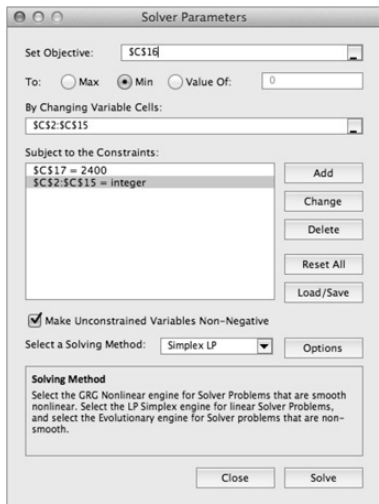 Solver Parameters
Set Objective: $C$16
To: Max Min Value Of: 0
By Changing Variable Cells:
$C$2:$C$15
Subject to the Constraints:
$C$17 = 2400
$C$2:$C$15 = integer
Add
Change
Delete
Reset All
Load/Save
Make Unconstrained Variables Non-Negative
Select a Solving Method: Simplex LP Options
Solving Method
Select the GRG Nonlinear engine for Solver Problems that are smooth
nonlinear. Select the LP Simplex engine for linear Solver Problems,
and select the Evolutionary engine for Solver problems that are non-
smooth.
Close Solve